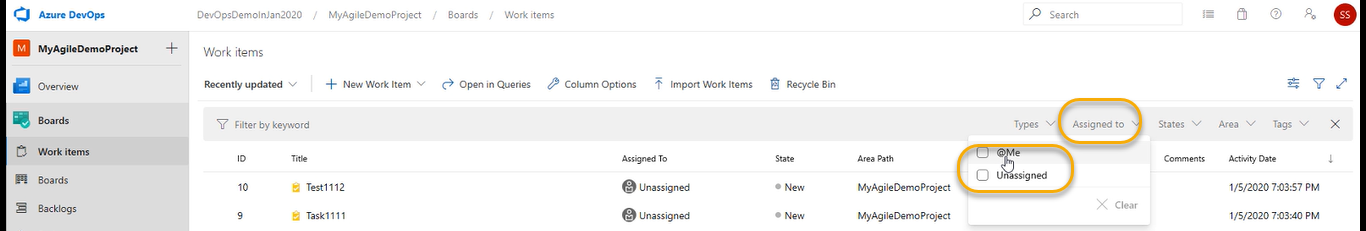 Azure DevOps
DevOpsDemoInJan2020 / MyAgileDemoProject / Boards / Work items
Search
SS
M MyAgileDemoProject
Overview
Boards
Work items
Boards
Backlogs
Work items
Recently updated New Work Item Open in Queries Column Options Import Work Items Recycle Bin
Filter by keyword Types Assigned to States Area Tags
@Me
Unassigned
Clear
ID Title Assigned To State Area Path Comments Activity Date
10 Test1112 Unassigned New MyAgileDemoProject 1/5/2020 7:03:57 PM
9 Task1111 Unassigned New MyAgileDemoProject 1/5/2020 7:03:40 PM